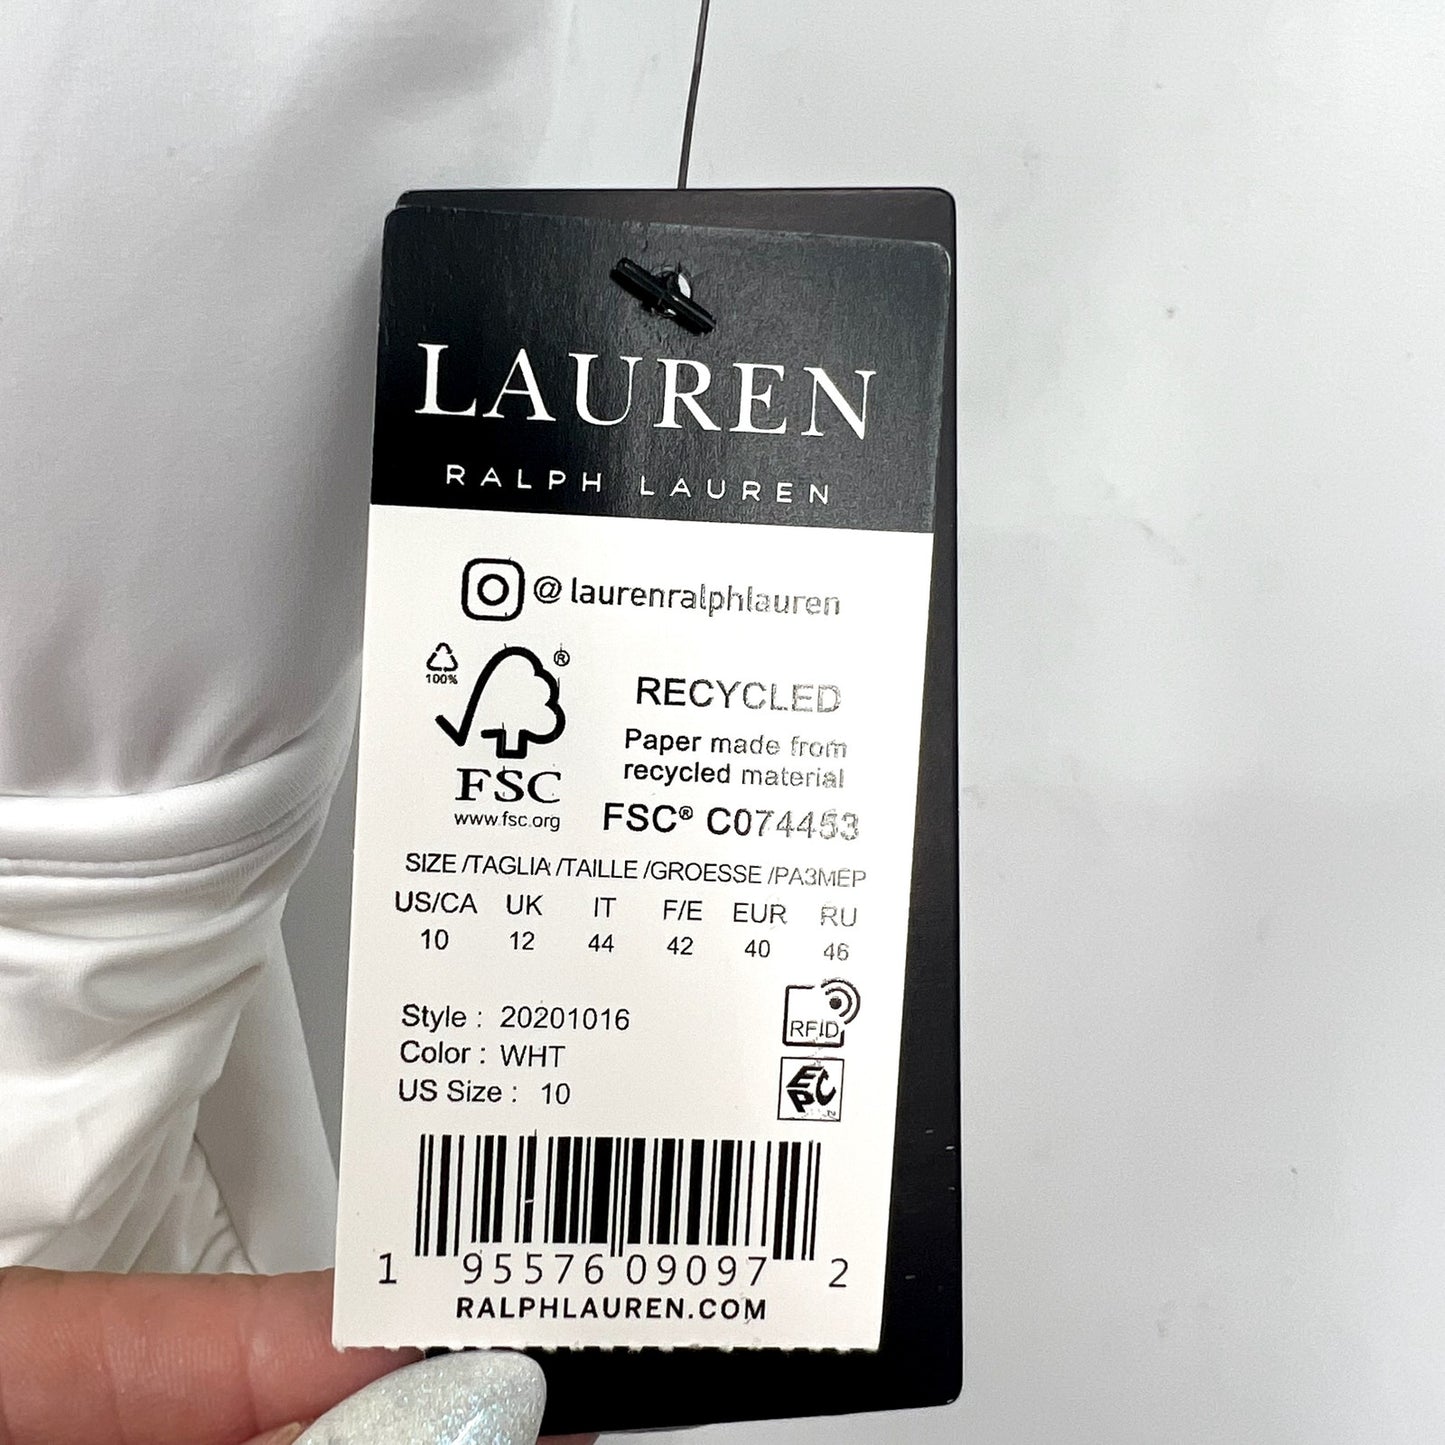 LAUREN
RALPH LAUREN
@laurenralphlauren
100%
®
FSC
www.fsc.org
RECYCLED
Paper made from
recycled material
FSC® C074453
SIZE /TAGLIA /TAILLE /GROESSE /РАЗМЕР
US/CA UK IT F/E EUR RU
10 12 44 42 40 46
Style : 20201016
Color : WHT
US Size : 10
RFID
EPC
1 95576 09097 2
RALPHLAUREN.COM